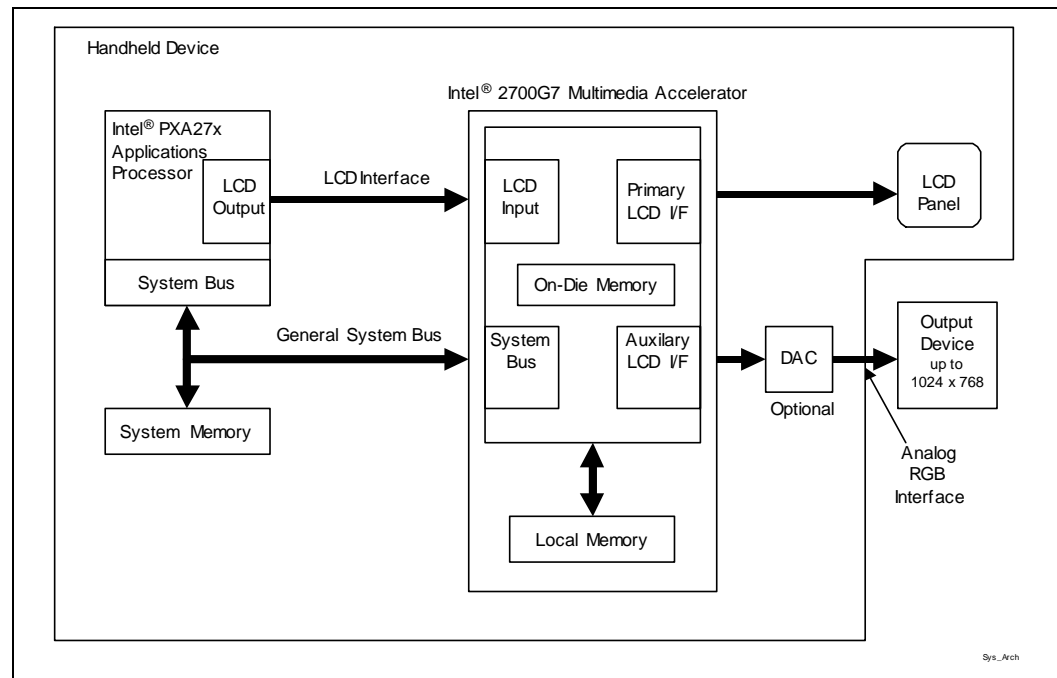 Handheld Device
Intel® 2700G7 Multimedia Accelerator
Intel® PXA27x
Applications
Processor
LCD
Output
LCD Interface
LCD
Input
Primary
LCD I/F
LCD
Panel
System Bus
On-Die Memory
General System Bus
System
Bus
Auxilary
LCD I/F
DAC
Optional
Output
Device
up to
1024 x 768
System Memory
Analog
RGB
Interface
Local Memory
Sys_Arch